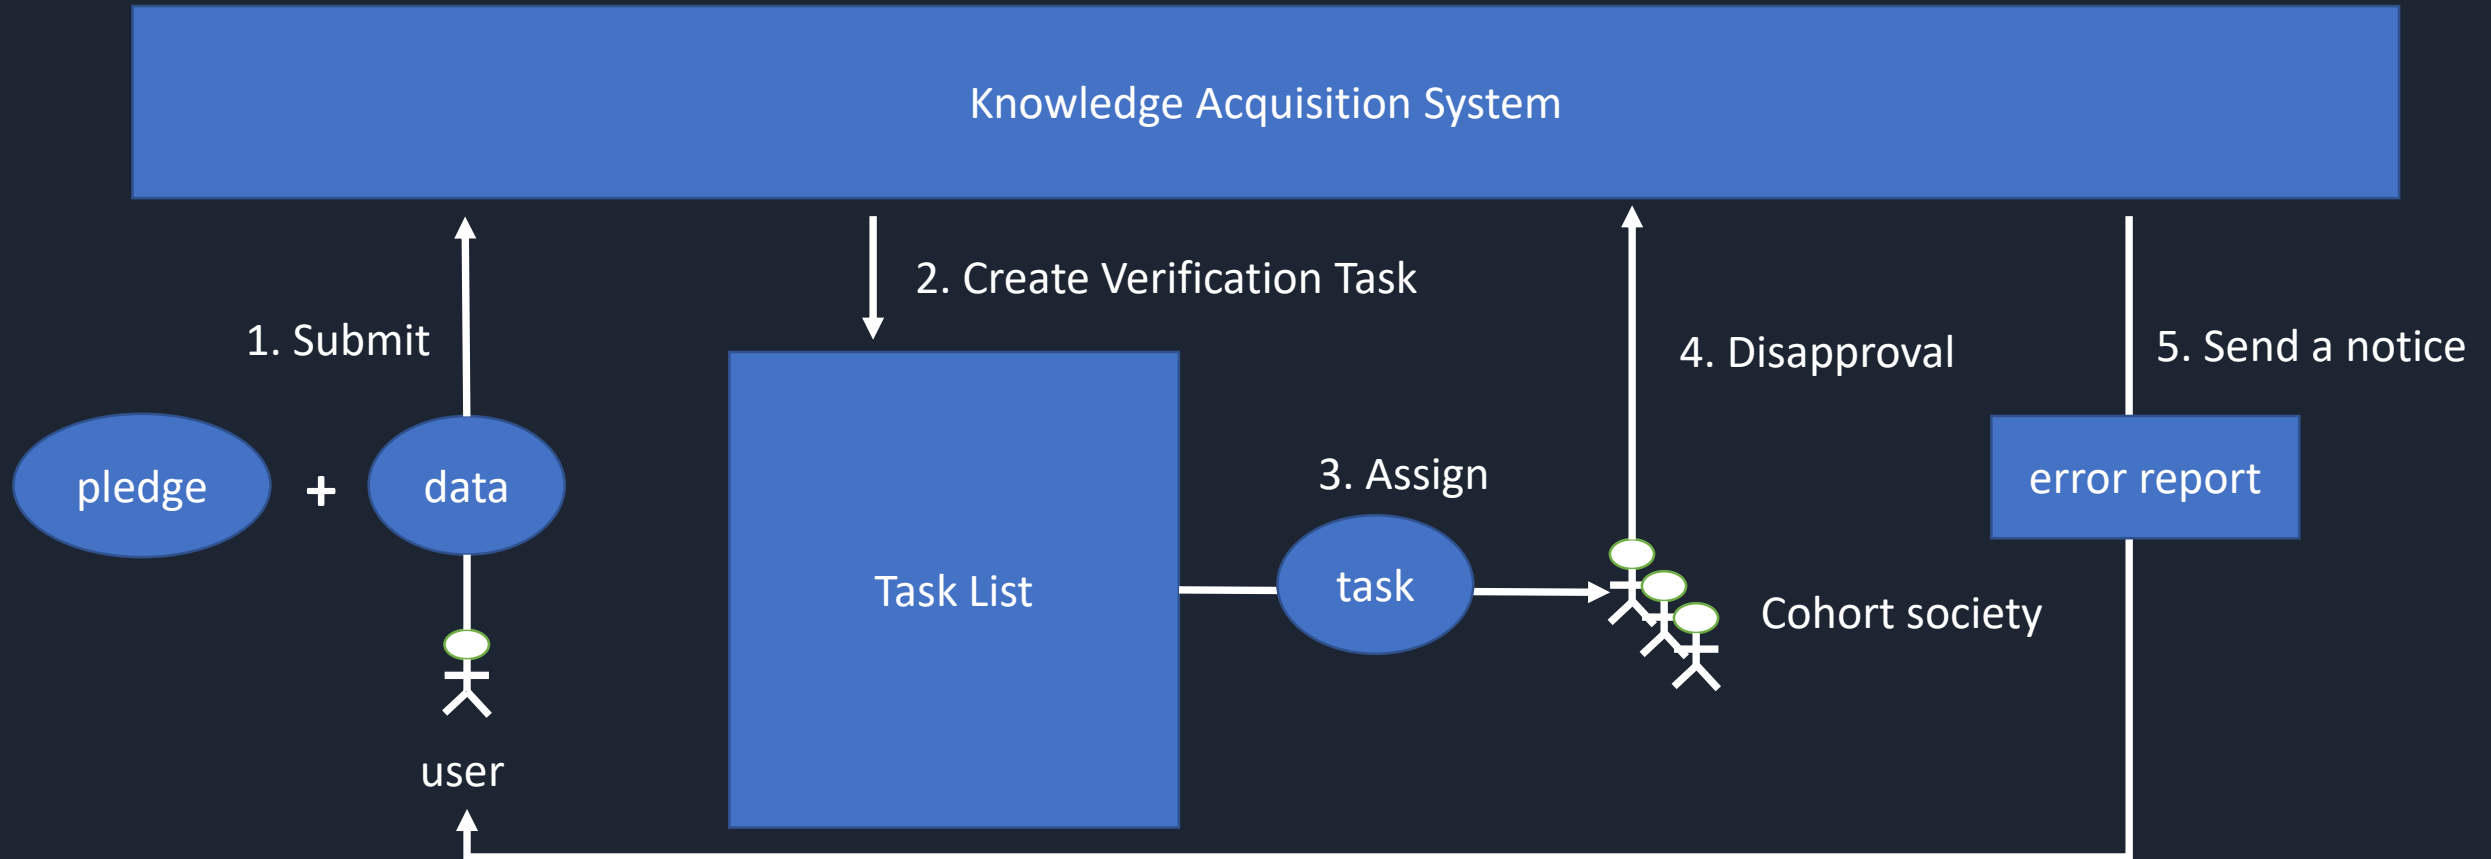 Knowledge Acquisition System
1. Submit
2. Create Verification Task
4. Disapproval
5. Send a notice
pledge
+
data
3. Assign
error report
Task List
task
Cohort society
user